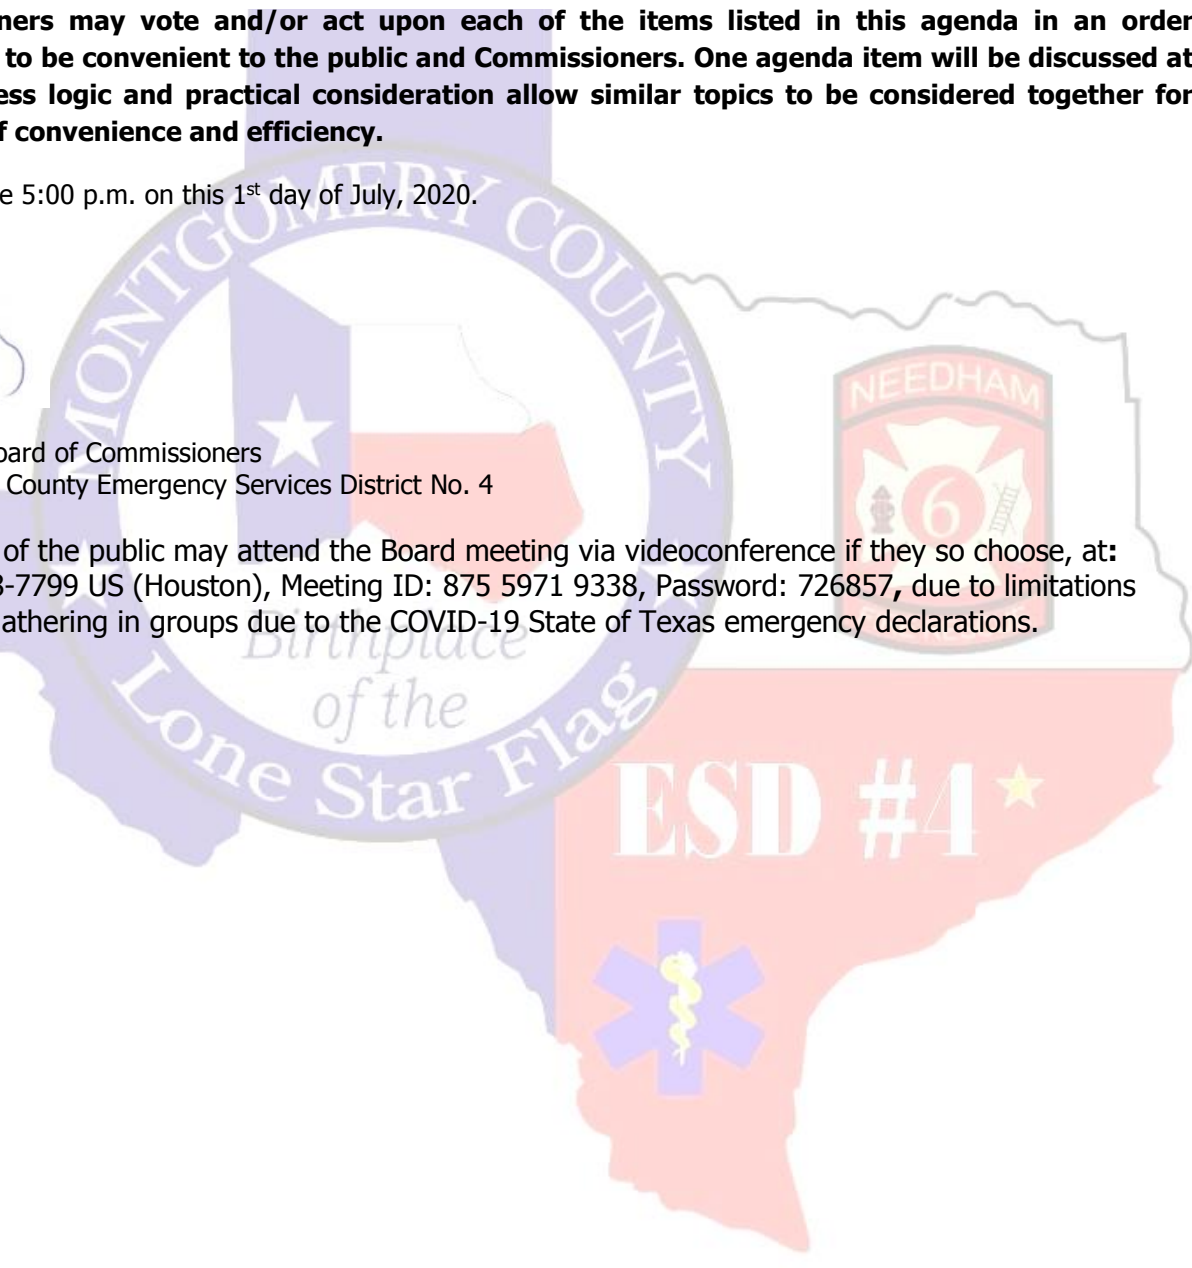 ners may vote and/or act upon each of the items listed in this agenda in an order
to be convenient to the public and Commissioners. One agenda item will be discussed at
ess logic and practical consideration allow similar topics to be considered together for
f convenience and efficiency.
e 5:00 p.m. on this 1st day of July, 2020.
MONTGOMERY COUNTY
NEEDHAM
6
oard of Commissioners
County Emergency Services District No. 4
of the public may attend the Board meeting via videoconference if they so choose, at:
3-7799 US (Houston), Meeting ID: 875 5971 9338, Password: 726857, due to limitations
athering in groups due to the COVID-19 State of Texas emergency declarations.
Birthplace
of the
Lone Star Flag
ESD #4